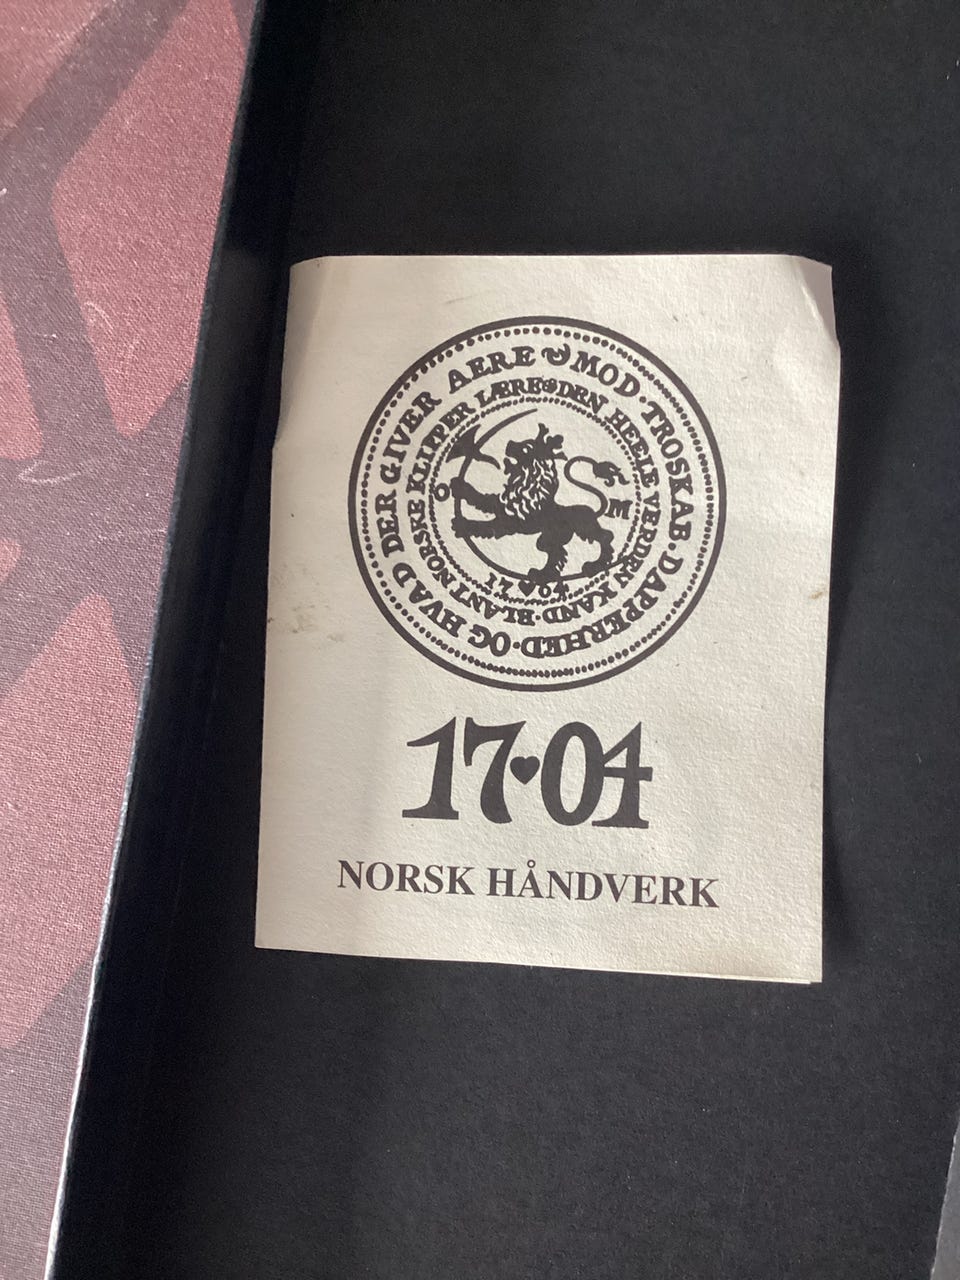 MOD · TROSKAB · DAPPERHED · OG HVAD DER GIVER AERE
DEN HEELE VERDEN KAND · BLANT NORSKE KLIPPER LÆRE
O M
17 ♥ 04
17♥04
NORSK HÅNDVERK